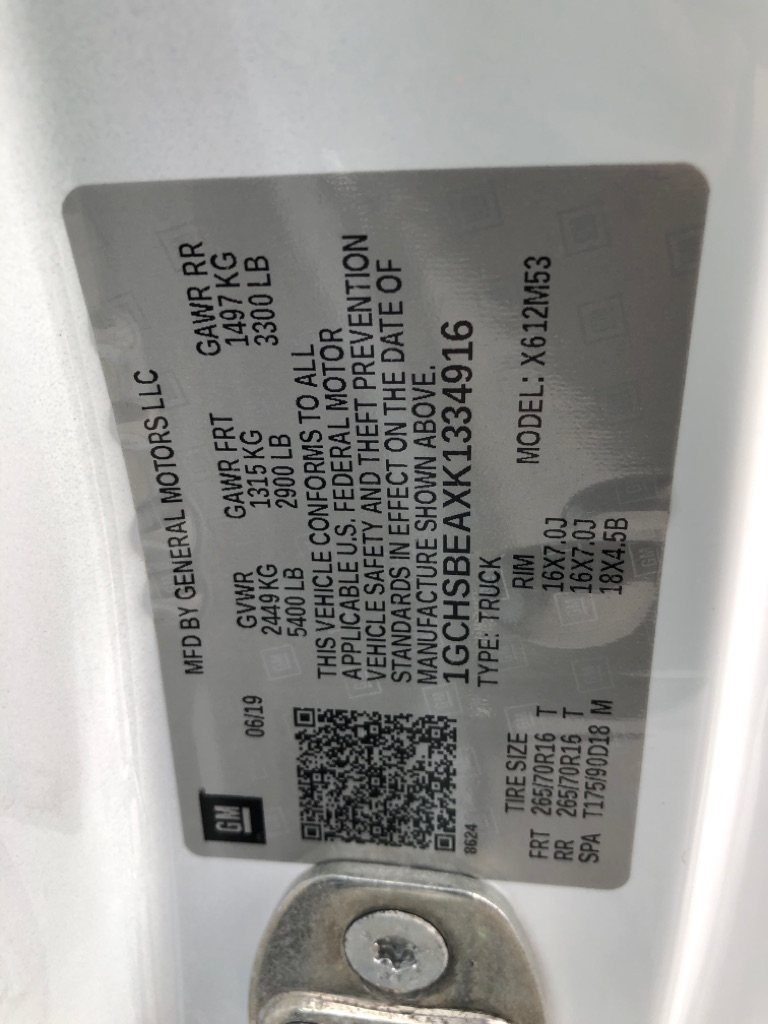 GM
MFD BY GENERAL MOTORS LLC
06/19
GVWR GAWR FRT GAWR RR
2449 KG 1315 KG 1497 KG
5400 LB 2900 LB 3300 LB
THIS VEHICLE CONFORMS TO ALL
APPLICABLE U.S. FEDERAL MOTOR
VEHICLE SAFETY AND THEFT PREVENTION
STANDARDS IN EFFECT ON THE DATE OF
MANUFACTURE SHOWN ABOVE.
1GCHSBEAXK1334916
8624
TYPE: TRUCK MODEL: X612M53
TIRE SIZE RIM
FRT 265/70R16 T 16X7.0J
RR 265/70R16 T 16X7.0J
SPA T175/90D18 M 18X4.5B